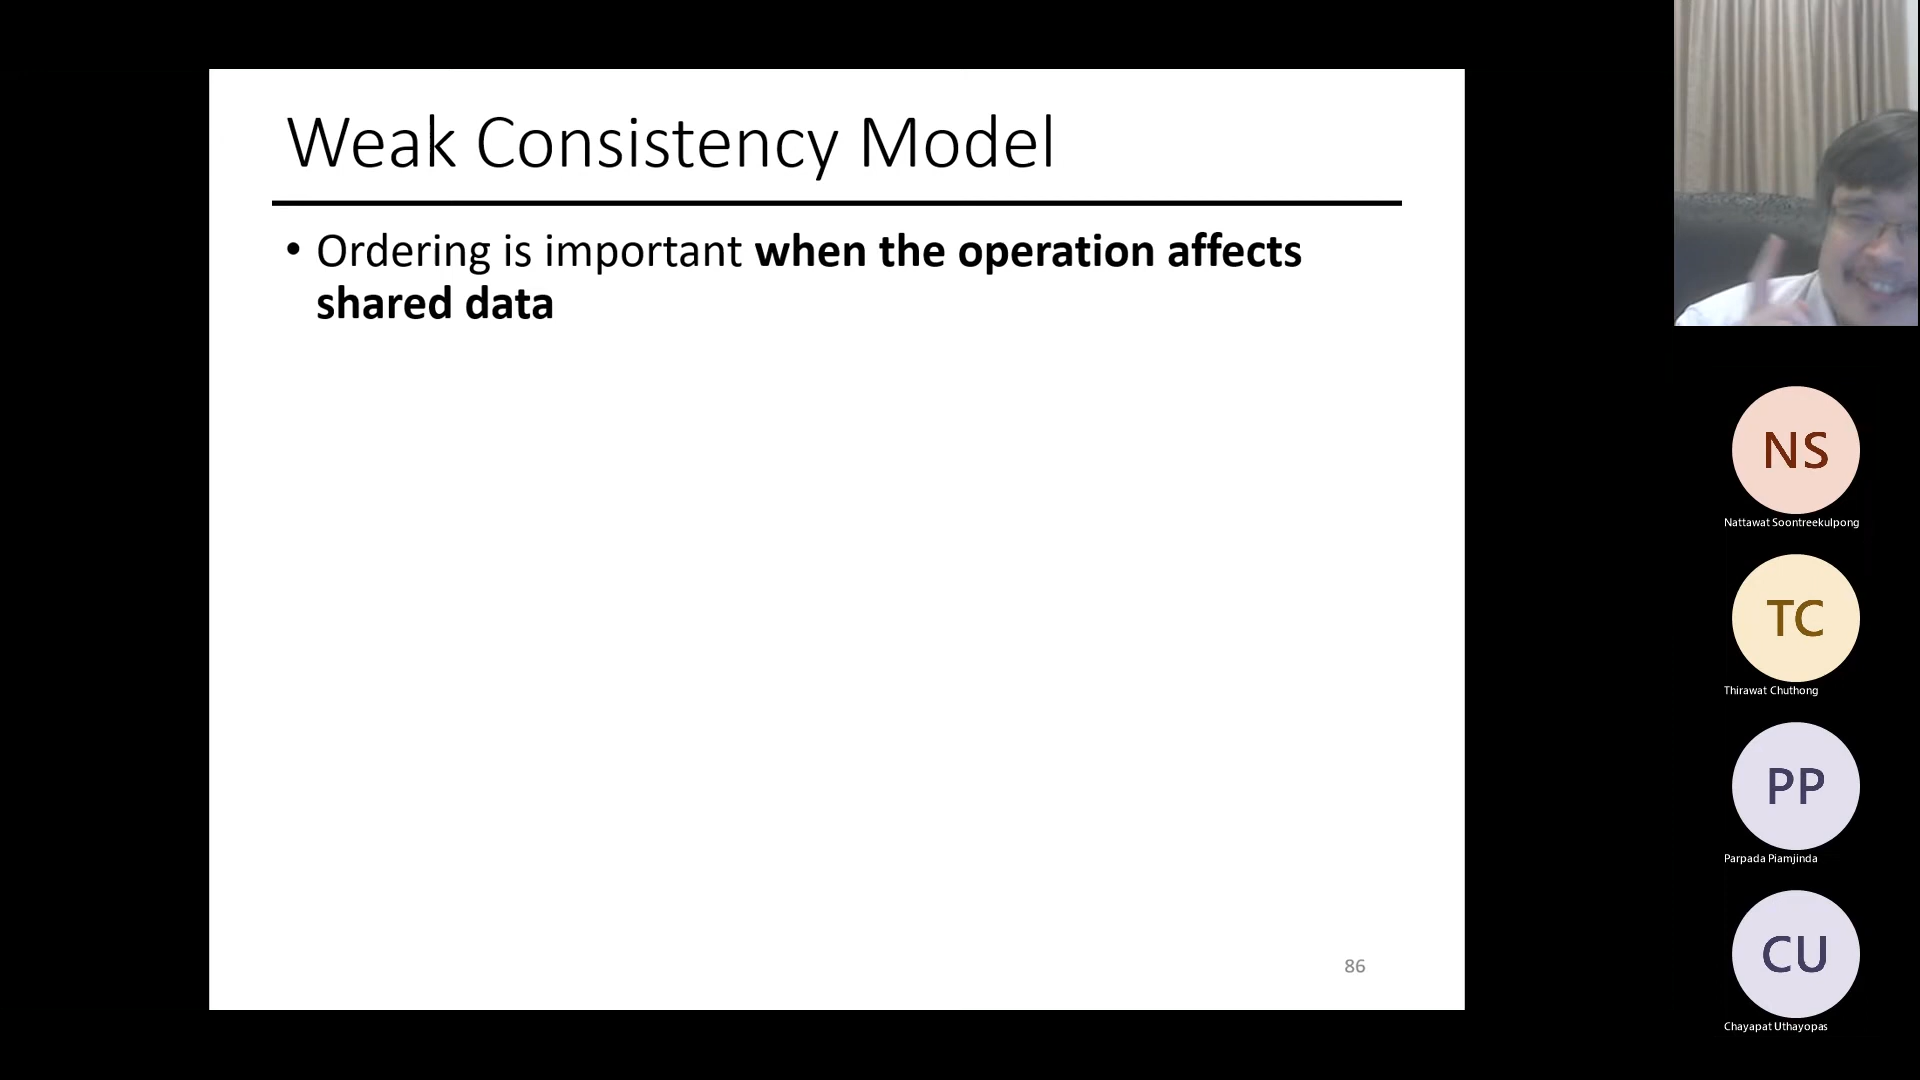 Weak Consistency Model
• Ordering is important when the operation affects
shared data
86
NS
Nattawat Soontreekulpong
TC
Thirawat Chuthong
PP
Parpada Piamjinda
CU
Chayapat Uthayopas